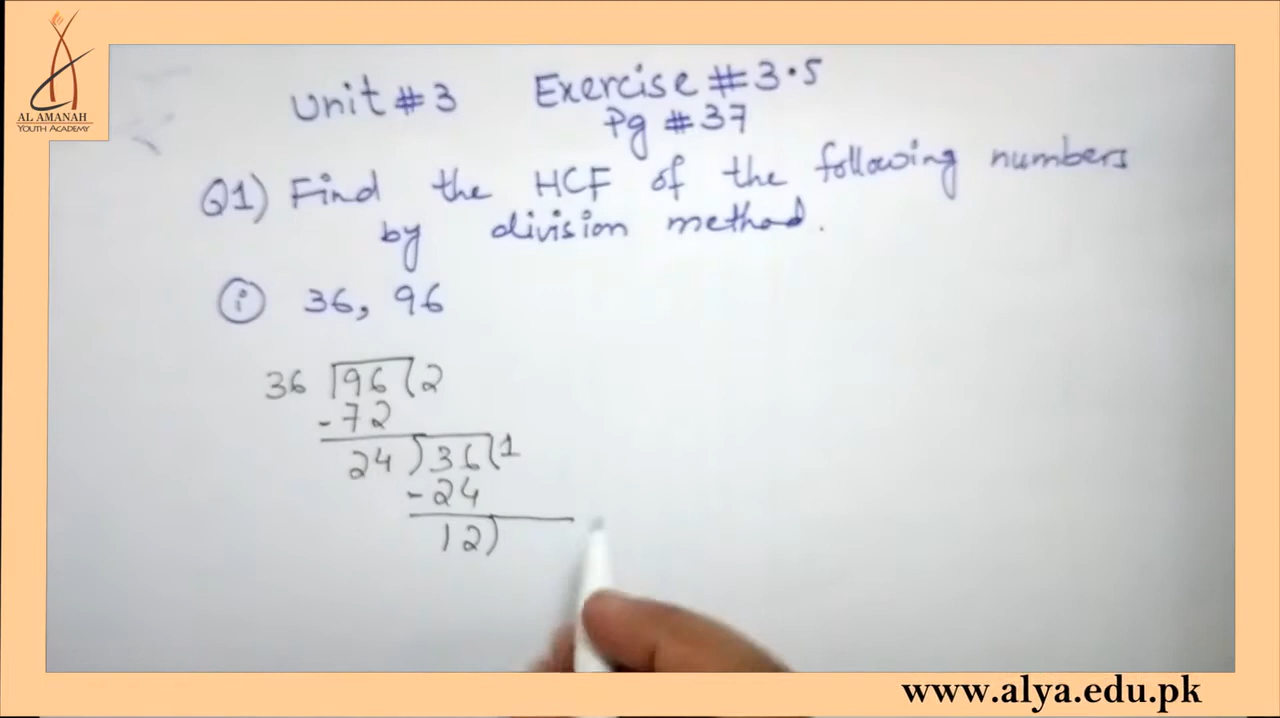 AL AMANAH
YOUTH ACADEMY
Unit # 3 Exercise # 3.5
Pg # 37
Q1) Find the HCF of the following numbers
by division method.
(i) 36, 96
36 96 ( 2
- 72
24 ) 36 ( 1
- 24
12 )
www.alya.edu.pk